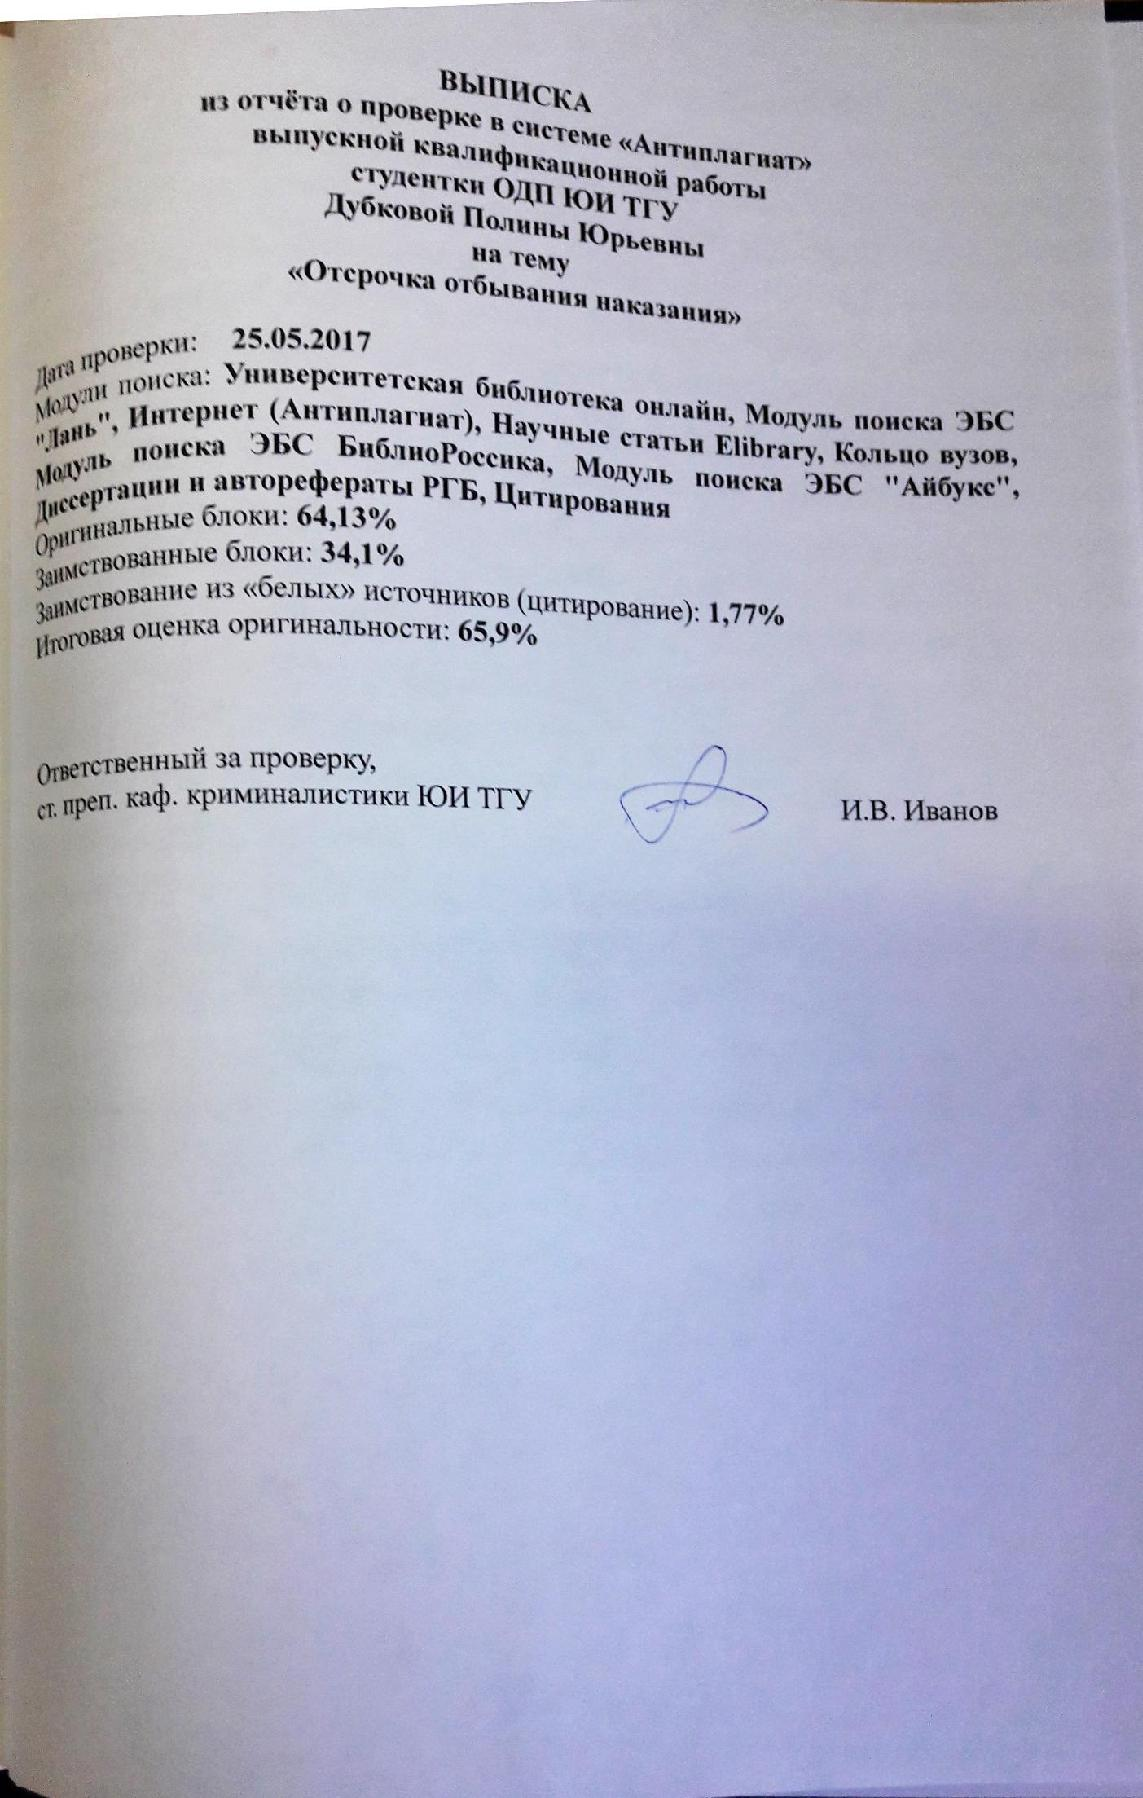 ВЫПИСКА
из отчёта о проверке в системе «Антиплагиат»
выпускной квалификационной работы
студентки ОДП ЮИ ТГУ
Дубковой Полины Юрьевны
на тему
«Отсрочка отбывания наказания»
Дата проверки: 25.05.2017
Модули поиска: Университетская библиотека онлайн, Модуль поиска ЭБС
"Лань", Интернет (Антиплагиат), Научные статьи Elibrary, Кольцо вузов,
Модуль поиска ЭБС БиблиоРоссика, Модуль поиска ЭБС "Айбукс",
Диссертации и авторефераты РГБ, Цитирования
Оригинальные блоки: 64,13%
Заимствованные блоки: 34,1%
Заимствование из «белых» источников (цитирование): 1,77%
Итоговая оценка оригинальности: 65,9%
Ответственный за проверку,
ст. преп. каф. криминалистики ЮИ ТГУ И.В. Иванов